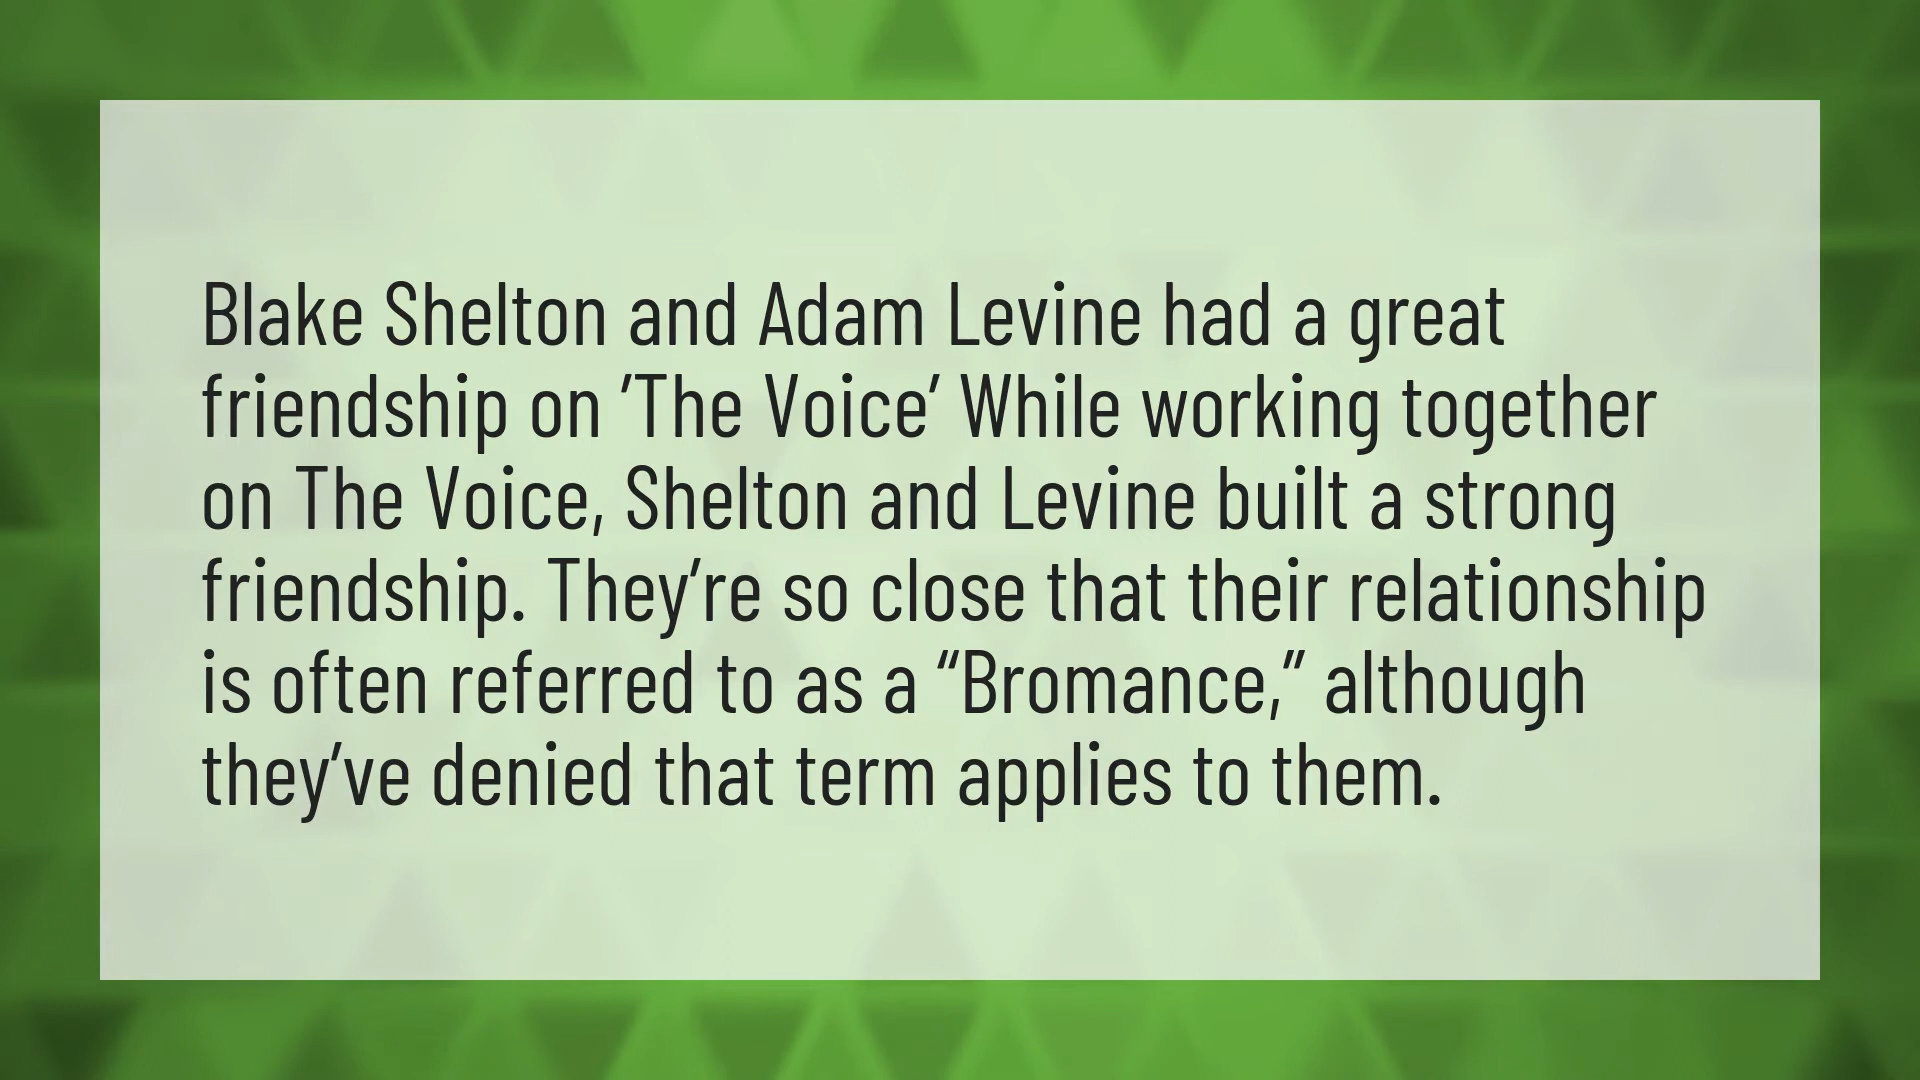 Blake Shelton and Adam Levine had a great
friendship on ′The Voice′ While working together
on The Voice, Shelton and Levine built a strong
friendship. They′re so close that their relationship
is often referred to as a “Bromance,” although
they′ve denied that term applies to them.